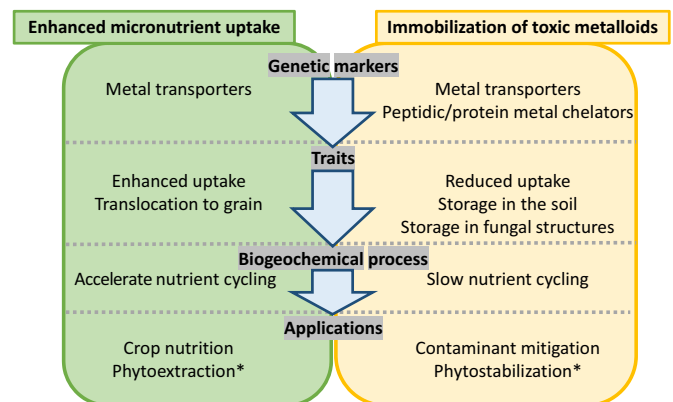 Enhanced micronutrient uptake
Immobilization of toxic metalloids
Genetic markers
Metal transporters
Metal transporters
Peptidic/protein metal chelators
Traits
Enhanced uptake
Translocation to grain
Reduced uptake
Storage in the soil
Storage in fungal structures
Biogeochemical process
Accelerate nutrient cycling
Slow nutrient cycling
Applications
Crop nutrition
Phytoextraction*
Contaminant mitigation
Phytostabilization*